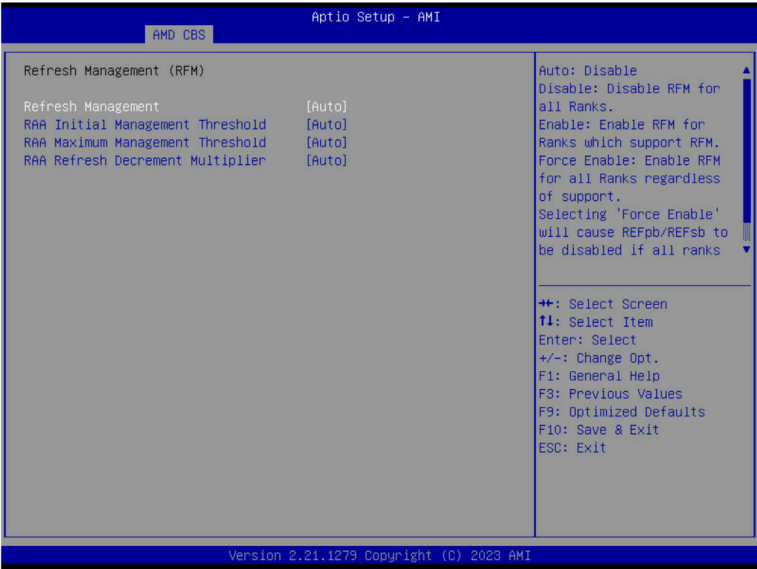 Aptio Setup - AMI
AMD CBS
Refresh Management (RFM)
Refresh Management [Auto]
RAA Initial Management Threshold [Auto]
RAA Maximum Management Threshold [Auto]
RAA Refresh Decrement Multiplier [Auto]
Auto: Disable
Disable: Disable RFM for
all Ranks.
Enable: Enable RFM for
Ranks which support RFM.
Force Enable: Enable RFM
for all Ranks regardless
of support.
Selecting 'Force Enable'
will cause REFpb/REFsb to
be disabled if all ranks
→←: Select Screen
↑↓: Select Item
Enter: Select
+/-: Change Opt.
F1: General Help
F3: Previous Values
F9: Optimized Defaults
F10: Save & Exit
ESC: Exit
Version 2.21.1279 Copyright (C) 2023 AMI